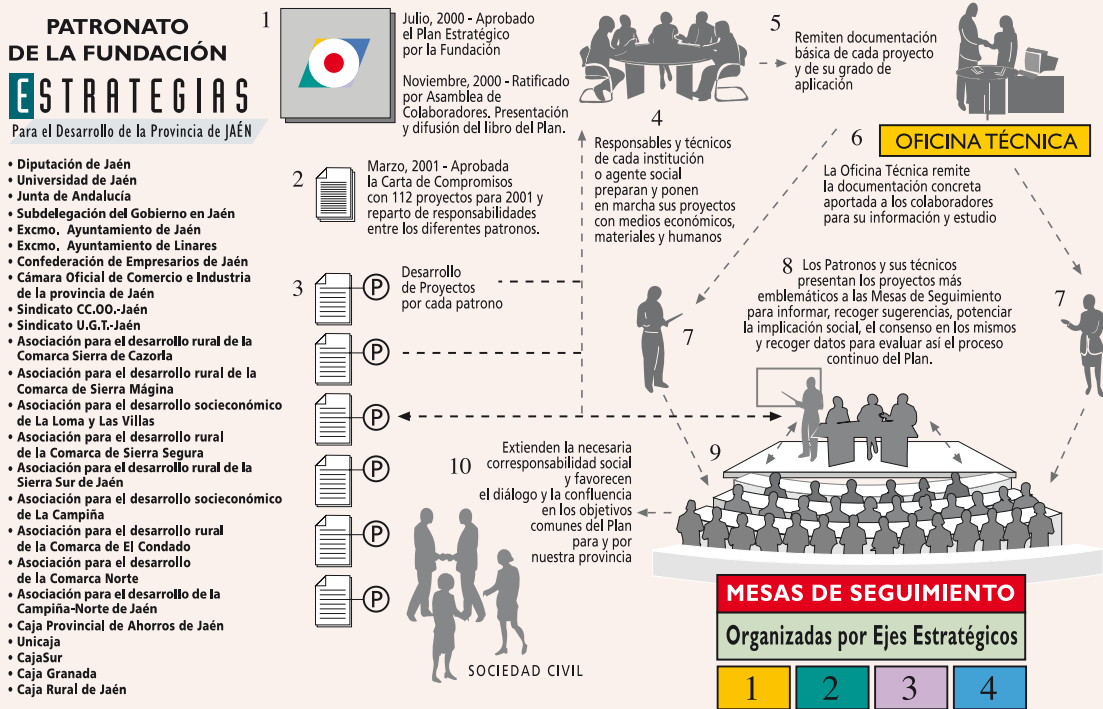 PATRONATO
DE LA FUNDACIÓN
ESTRATEGIAS
Para el Desarrollo de la Provincia de JAÉN
• Diputación de Jaén
• Universidad de Jaén
• Junta de Andalucía
• Subdelegación del Gobierno en Jaén
• Excmo. Ayuntamiento de Jaén
• Excmo. Ayuntamiento de Linares
• Confederación de Empresarios de Jaén
• Cámara Oficial de Comercio e Industria
de la provincia de Jaén
• Sindicato CC.OO.-Jaén
• Sindicato U.G.T.-Jaén
• Asociación para el desarrollo rural de la
Comarca Sierra de Cazorla
• Asociación para el desarrollo rural de la
Comarca de Sierra Mágina
• Asociación para el desarrollo socieconómico
de La Loma y Las Villas
• Asociación para el desarrollo rural
de la Comarca de Sierra Segura
• Asociación para el desarrollo rural de la
Sierra Sur de Jaén
• Asociación para el desarrollo socieconómico
de La Campiña
• Asociación para el desarrollo rural
de la Comarca de El Condado
• Asociación para el desarrollo
de la Comarca Norte
• Asociación para el desarrollo de la
Campiña-Norte de Jaén
• Caja Provincial de Ahorros de Jaén
• Unicaja
• CajaSur
• Caja Granada
• Caja Rural de Jaén
1
Julio, 2000 - Aprobado
el Plan Estratégico
por la Fundación
Noviembre, 2000 - Ratificado
por Asamblea de
Colaboradores. Presentación
y difusión del libro del Plan.
2
Marzo, 2001 - Aprobada
la Carta de Compromisos
con 112 proyectos para 2001 y
reparto de responsabilidades
entre los diferentes patronos.
3
P
Desarrollo
de Proyectos
por cada patrono
P
P
P
P
P
4
Responsables y técnicos
de cada institución
o agente social
preparan y ponen
en marcha sus proyectos
con medios económicos,
materiales y humanos
5
Remiten documentación
básica de cada proyecto
y de su grado de
aplicación
6
OFICINA TÉCNICA
La Oficina Técnica remite
la documentación concreta
aportada a los colaboradores
para su información y estudio
7
7
8 Los Patronos y sus técnicos
presentan los proyectos más
emblemáticos a las Mesas de Seguimiento
para informar, recoger sugerencias, potenciar
la implicación social, el consenso en los mismos
y recoger datos para evaluar así el proceso
continuo del Plan.
9
10
Extienden la necesaria
corresponsabilidad social
y favorecen
el diálogo y la confluencia
en los objetivos
comunes del Plan
para y por
nuestra provincia
SOCIEDAD CIVIL
MESAS DE SEGUIMIENTO
Organizadas por Ejes Estratégicos
1 2 3 4